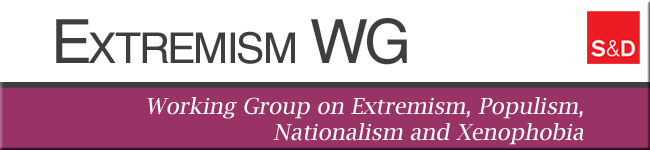 EXTREMISM WG
S&D
Working Group on Extremism, Populism,
Nationalism and Xenophobia